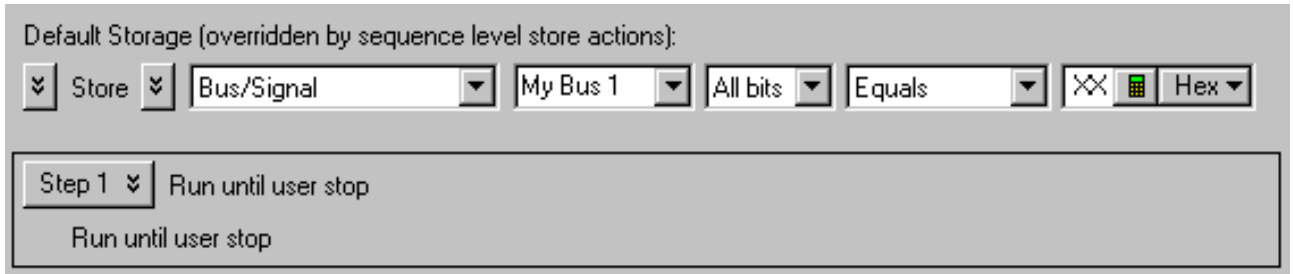 Default Storage (overridden by sequence level store actions):
Store Bus/Signal My Bus 1 All bits Equals XX Hex
Step 1 Run until user stop
Run until user stop